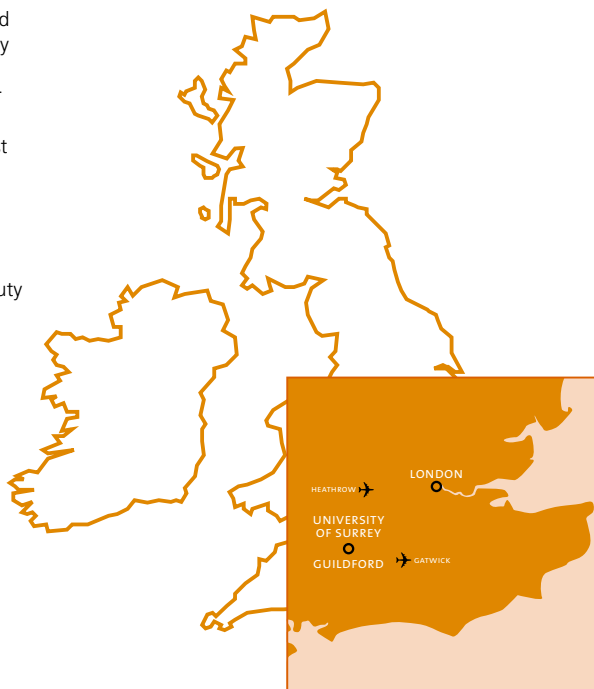 LONDON
HEATHROW
UNIVERSITY
OF SURREY
GUILDFORD
GATWICK